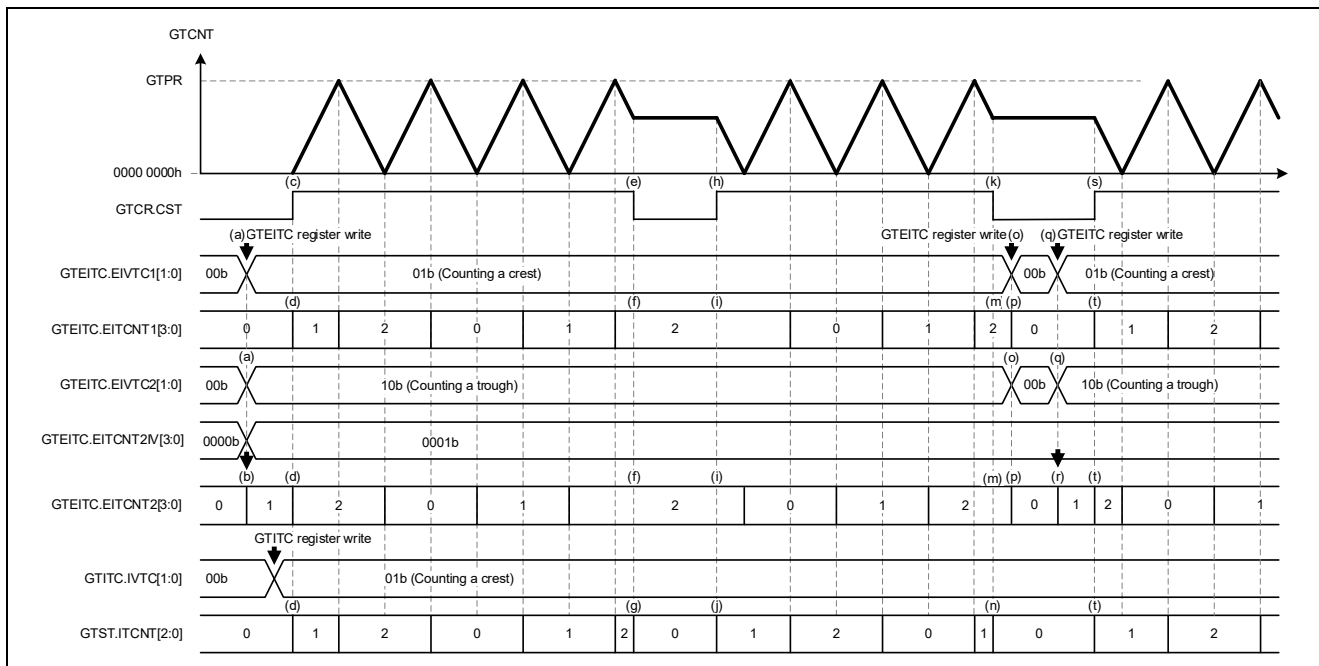 GTCNT
GTPR
0000 0000h
(c) (e) (h) (k) (s)
GTCR.CST
(a) GTEITC register write GTEITC register write (o) (q) GTEITC register write
GTEITC.EIVTC1[1:0] 00b 01b (Counting a crest) 00b 01b (Counting a crest)
(d) (f) (i) (m) (p) (t)
GTEITC.EITCNT1[3:0] 0 1 2 0 1 2 0 1 2 0 1 2
(a) (o) (q)
GTEITC.EIVTC2[1:0] 00b 10b (Counting a trough) 00b 10b (Counting a trough)
GTEITC.EITCNT2IV[3:0] 0000b 0001b
(b) (d) (f) (i) (m) (p) (r) (t)
GTEITC.EITCNT2[3:0] 0 1 2 0 1 2 0 1 2 0 1 2 0 1
GTITC register write
GTITC.IVTC[1:0] 00b 01b (Counting a crest)
(d) (g) (j) (n) (t)
GTST.ITCNT[2:0] 0 1 2 0 1 2 0 1 2 0 1 0 1 2